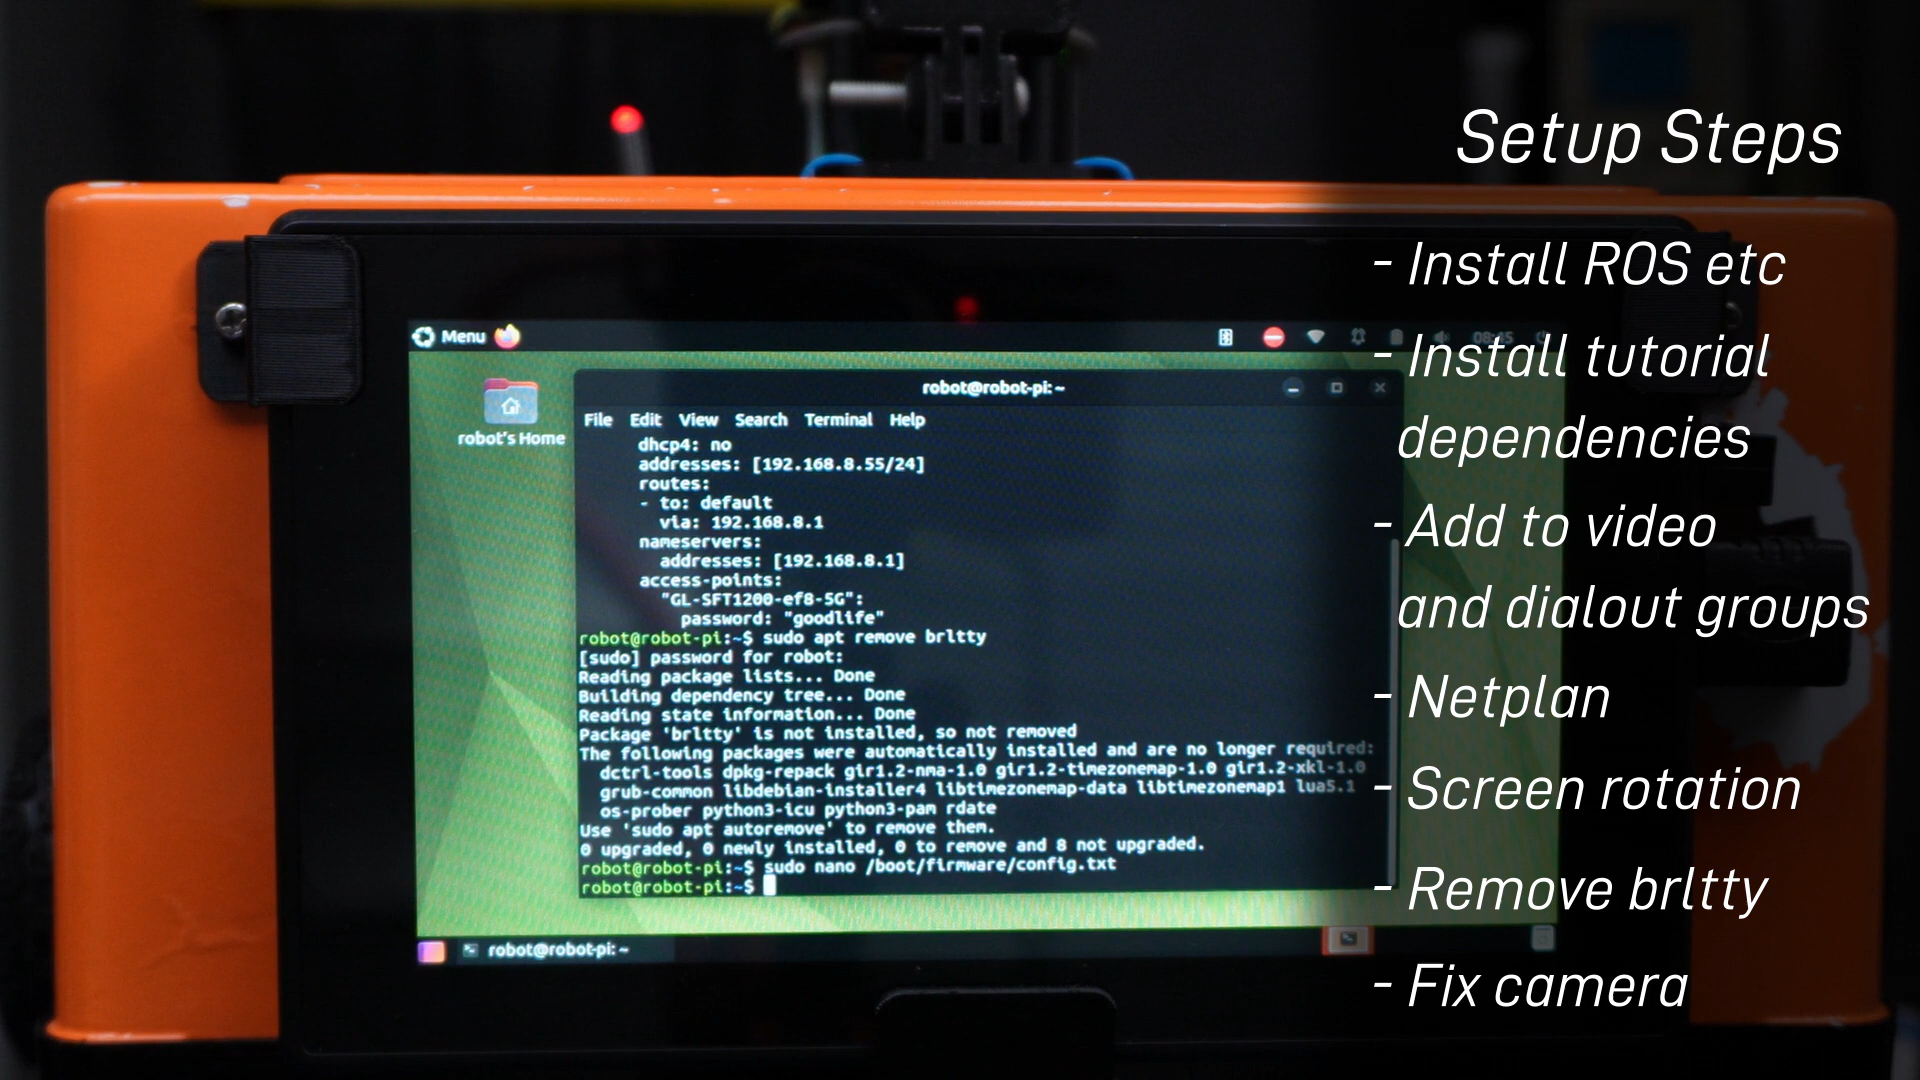 Setup Steps
- Install ROS etc
- Install tutorial
dependencies
- Add to video
and dialout groups
- Netplan
- Screen rotation
- Remove brltty
- Fix camera
Menu
08:45
robot's Home
robot@robot-pi: ~
File Edit View Search Terminal Help
dhcp4: no
addresses: [192.168.8.55/24]
routes:
- to: default
via: 192.168.8.1
nameservers:
addresses: [192.168.8.1]
access-points:
"GL-SFT1200-ef8-5G":
password: "goodlife"
robot@robot-pi:~$ sudo apt remove brltty
[sudo] password for robot:
Reading package lists... Done
Building dependency tree... Done
Reading state information... Done
Package 'brltty' is not installed, so not removed
The following packages were automatically installed and are no longer required:
dctrl-tools dpkg-repack gir1.2-nma-1.0 gir1.2-timezonemap-1.0 gir1.2-xkl-1.0
grub-common libdebian-installer4 libtimezonemap-data libtimezonemap1 lua5.1
os-prober python3-icu python3-pam rdate
Use 'sudo apt autoremove' to remove them.
0 upgraded, 0 newly installed, 0 to remove and 8 not upgraded.
robot@robot-pi:~$ sudo nano /boot/firmware/config.txt
robot@robot-pi:~$
robot@robot-pi: ~